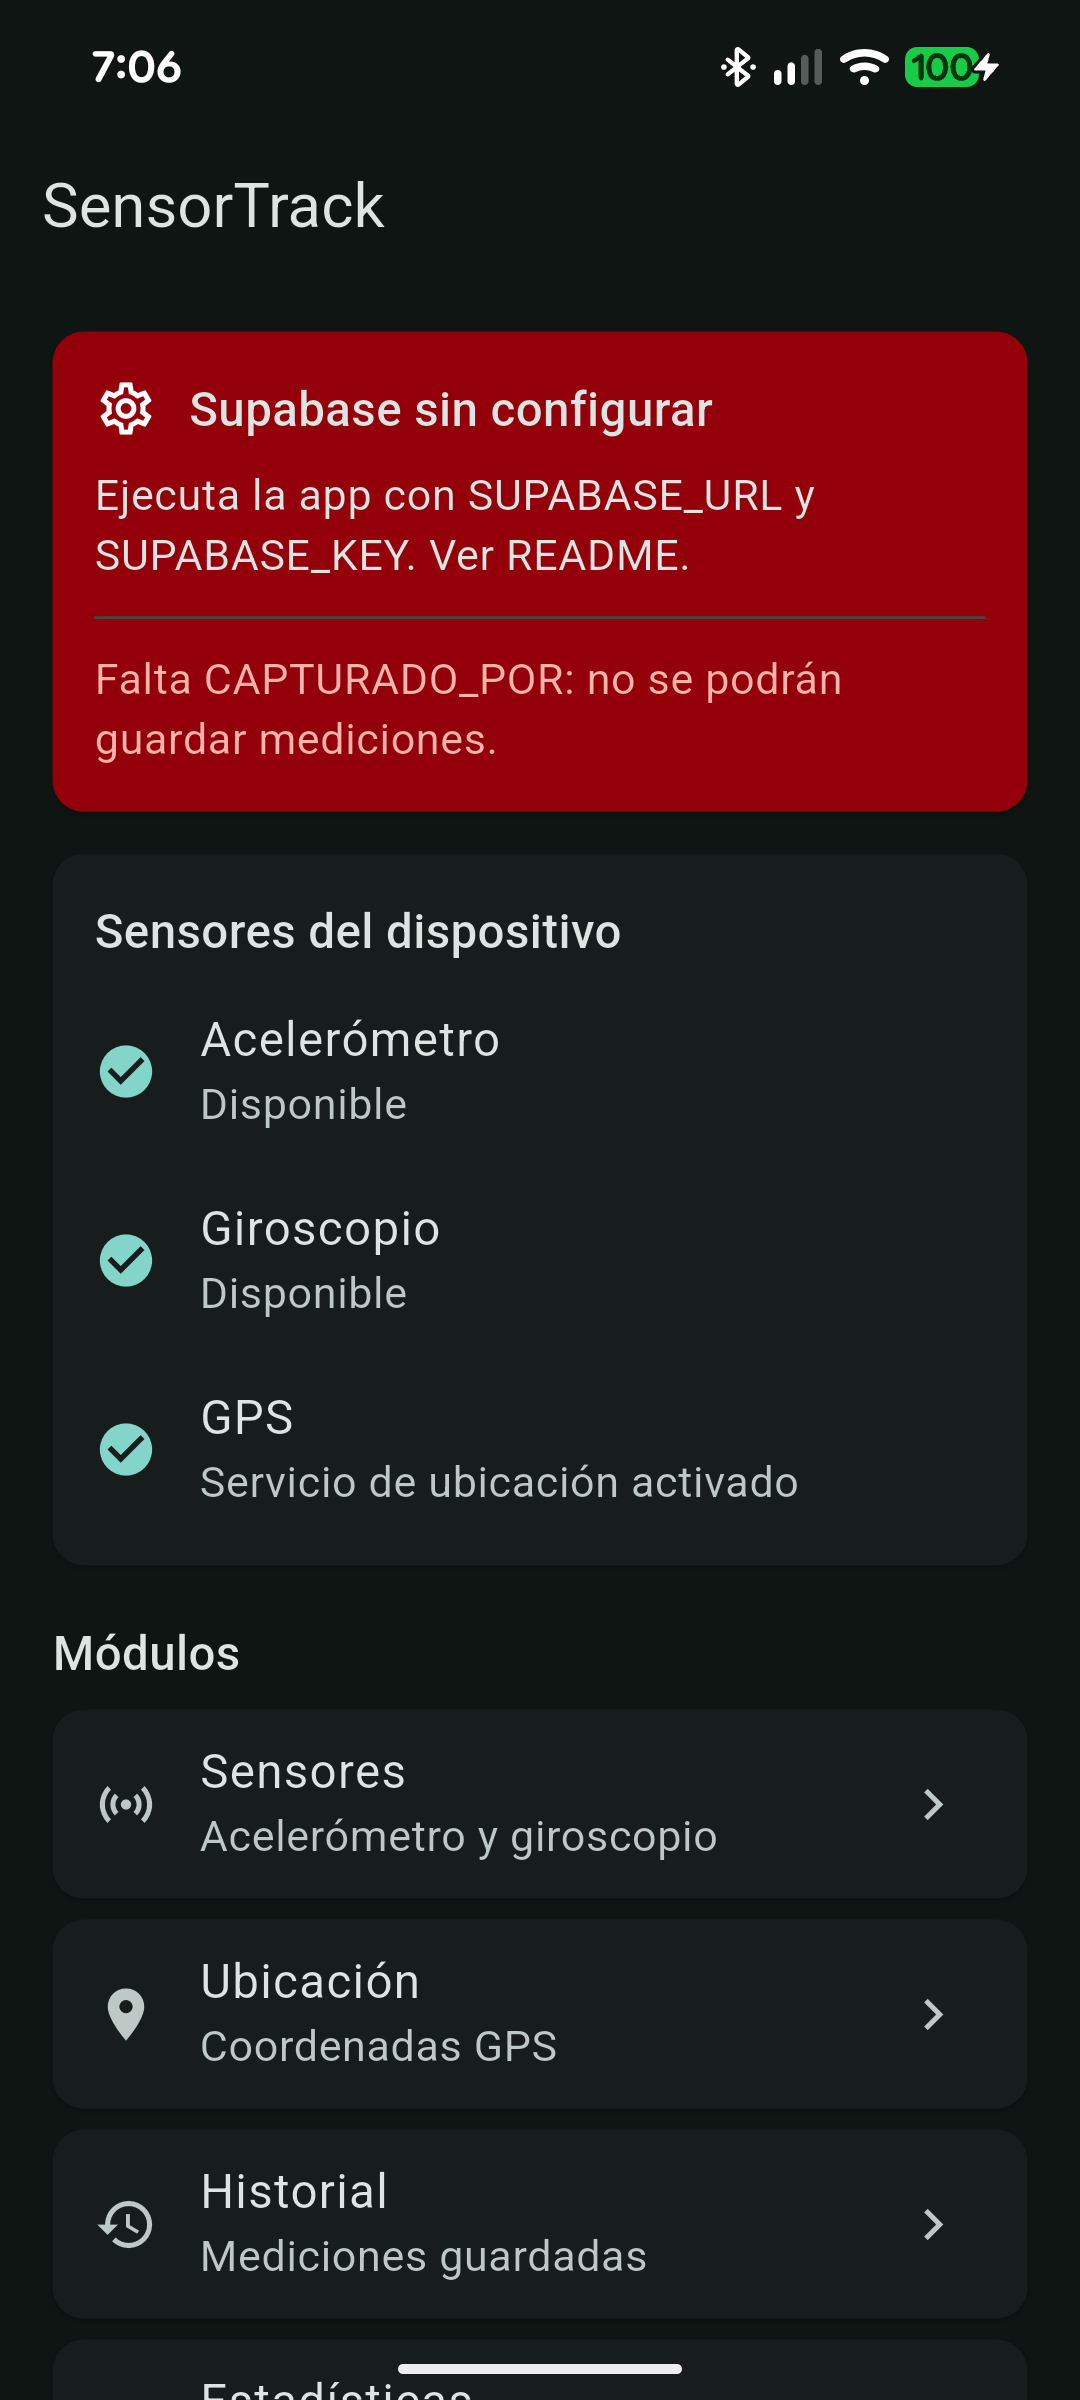 7:06
100
SensorTrack
Supabase sin configurar
Ejecuta la app con SUPABASE_URL y
SUPABASE_KEY. Ver README.
Falta CAPTURADO_POR: no se podrán
guardar mediciones.
Sensores del dispositivo
Acelerómetro
Disponible
Giroscopio
Disponible
GPS
Servicio de ubicación activado
Módulos
Sensores
Acelerómetro y giroscopio
Ubicación
Coordenadas GPS
Historial
Mediciones guardadas
Estadísticas